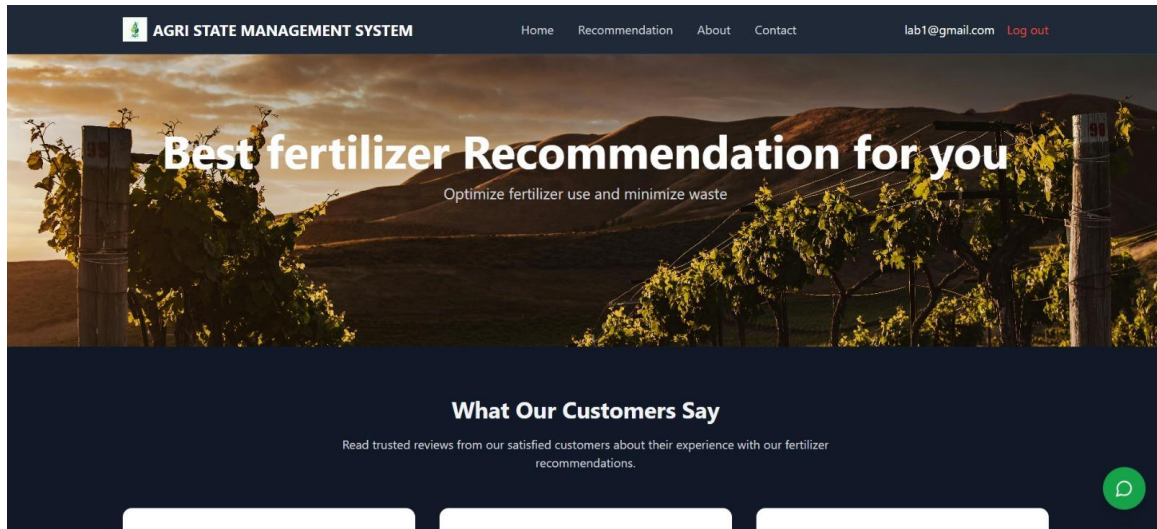 AGRI STATE MANAGEMENT SYSTEM
Home
Recommendation
About
Contact
lab1@gmail.com
Log out
Best fertilizer Recommendation for you
Optimize fertilizer use and minimize waste
What Our Customers Say
Read trusted reviews from our satisfied customers about their experience with our fertilizer
recommendations.